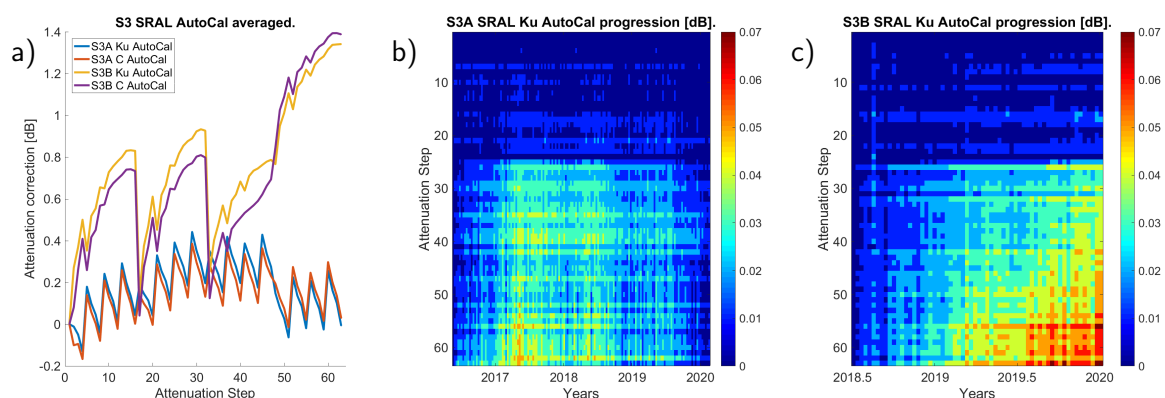 a)
S3 SRAL AutoCal averaged.
S3A Ku AutoCal
S3A C AutoCal
S3B Ku AutoCal
S3B C AutoCal
Attenuation correction [dB]
1.4
1.2
1
0.8
0.6
0.4
0.2
0
-0.2
0 10 20 30 40 50 60
Attenuation Step
b)
S3A SRAL Ku AutoCal progression [dB].
Attenuation Step
10
20
30
40
50
60
2017 2018 2019 2020
Years
0.07
0.06
0.05
0.04
0.03
0.02
0.01
0
c)
S3B SRAL Ku AutoCal progression [dB].
Attenuation Step
10
20
30
40
50
60
2018.5 2019 2019.5 2020
Years
0.07
0.06
0.05
0.04
0.03
0.02
0.01
0